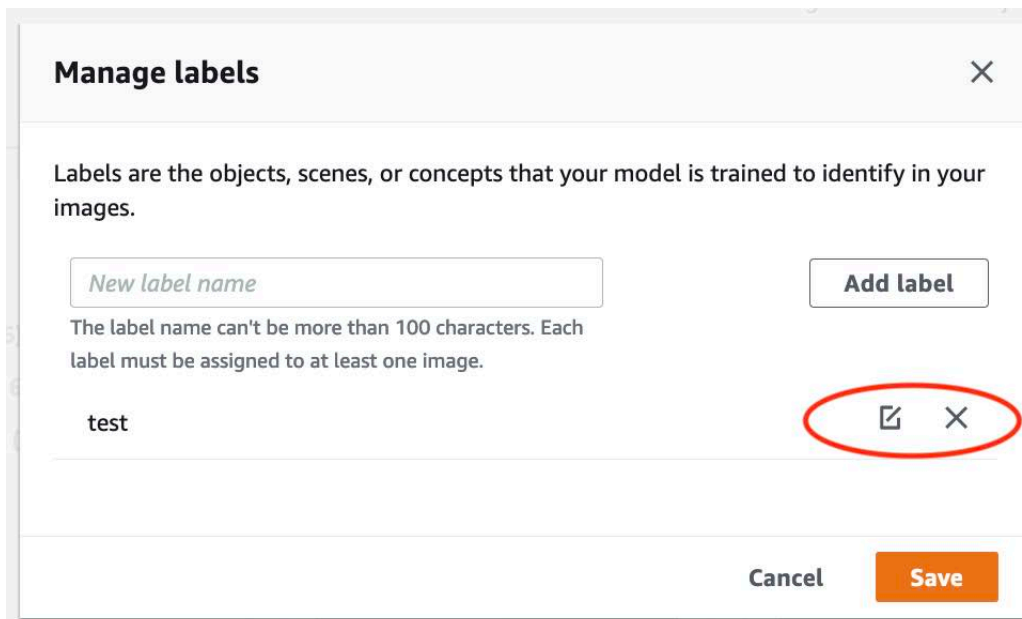 Manage labels
Labels are the objects, scenes, or concepts that your model is trained to identify in your
images.
New label name
Add label
The label name can't be more than 100 characters. Each
label must be assigned to at least one image.
test
Cancel
Save